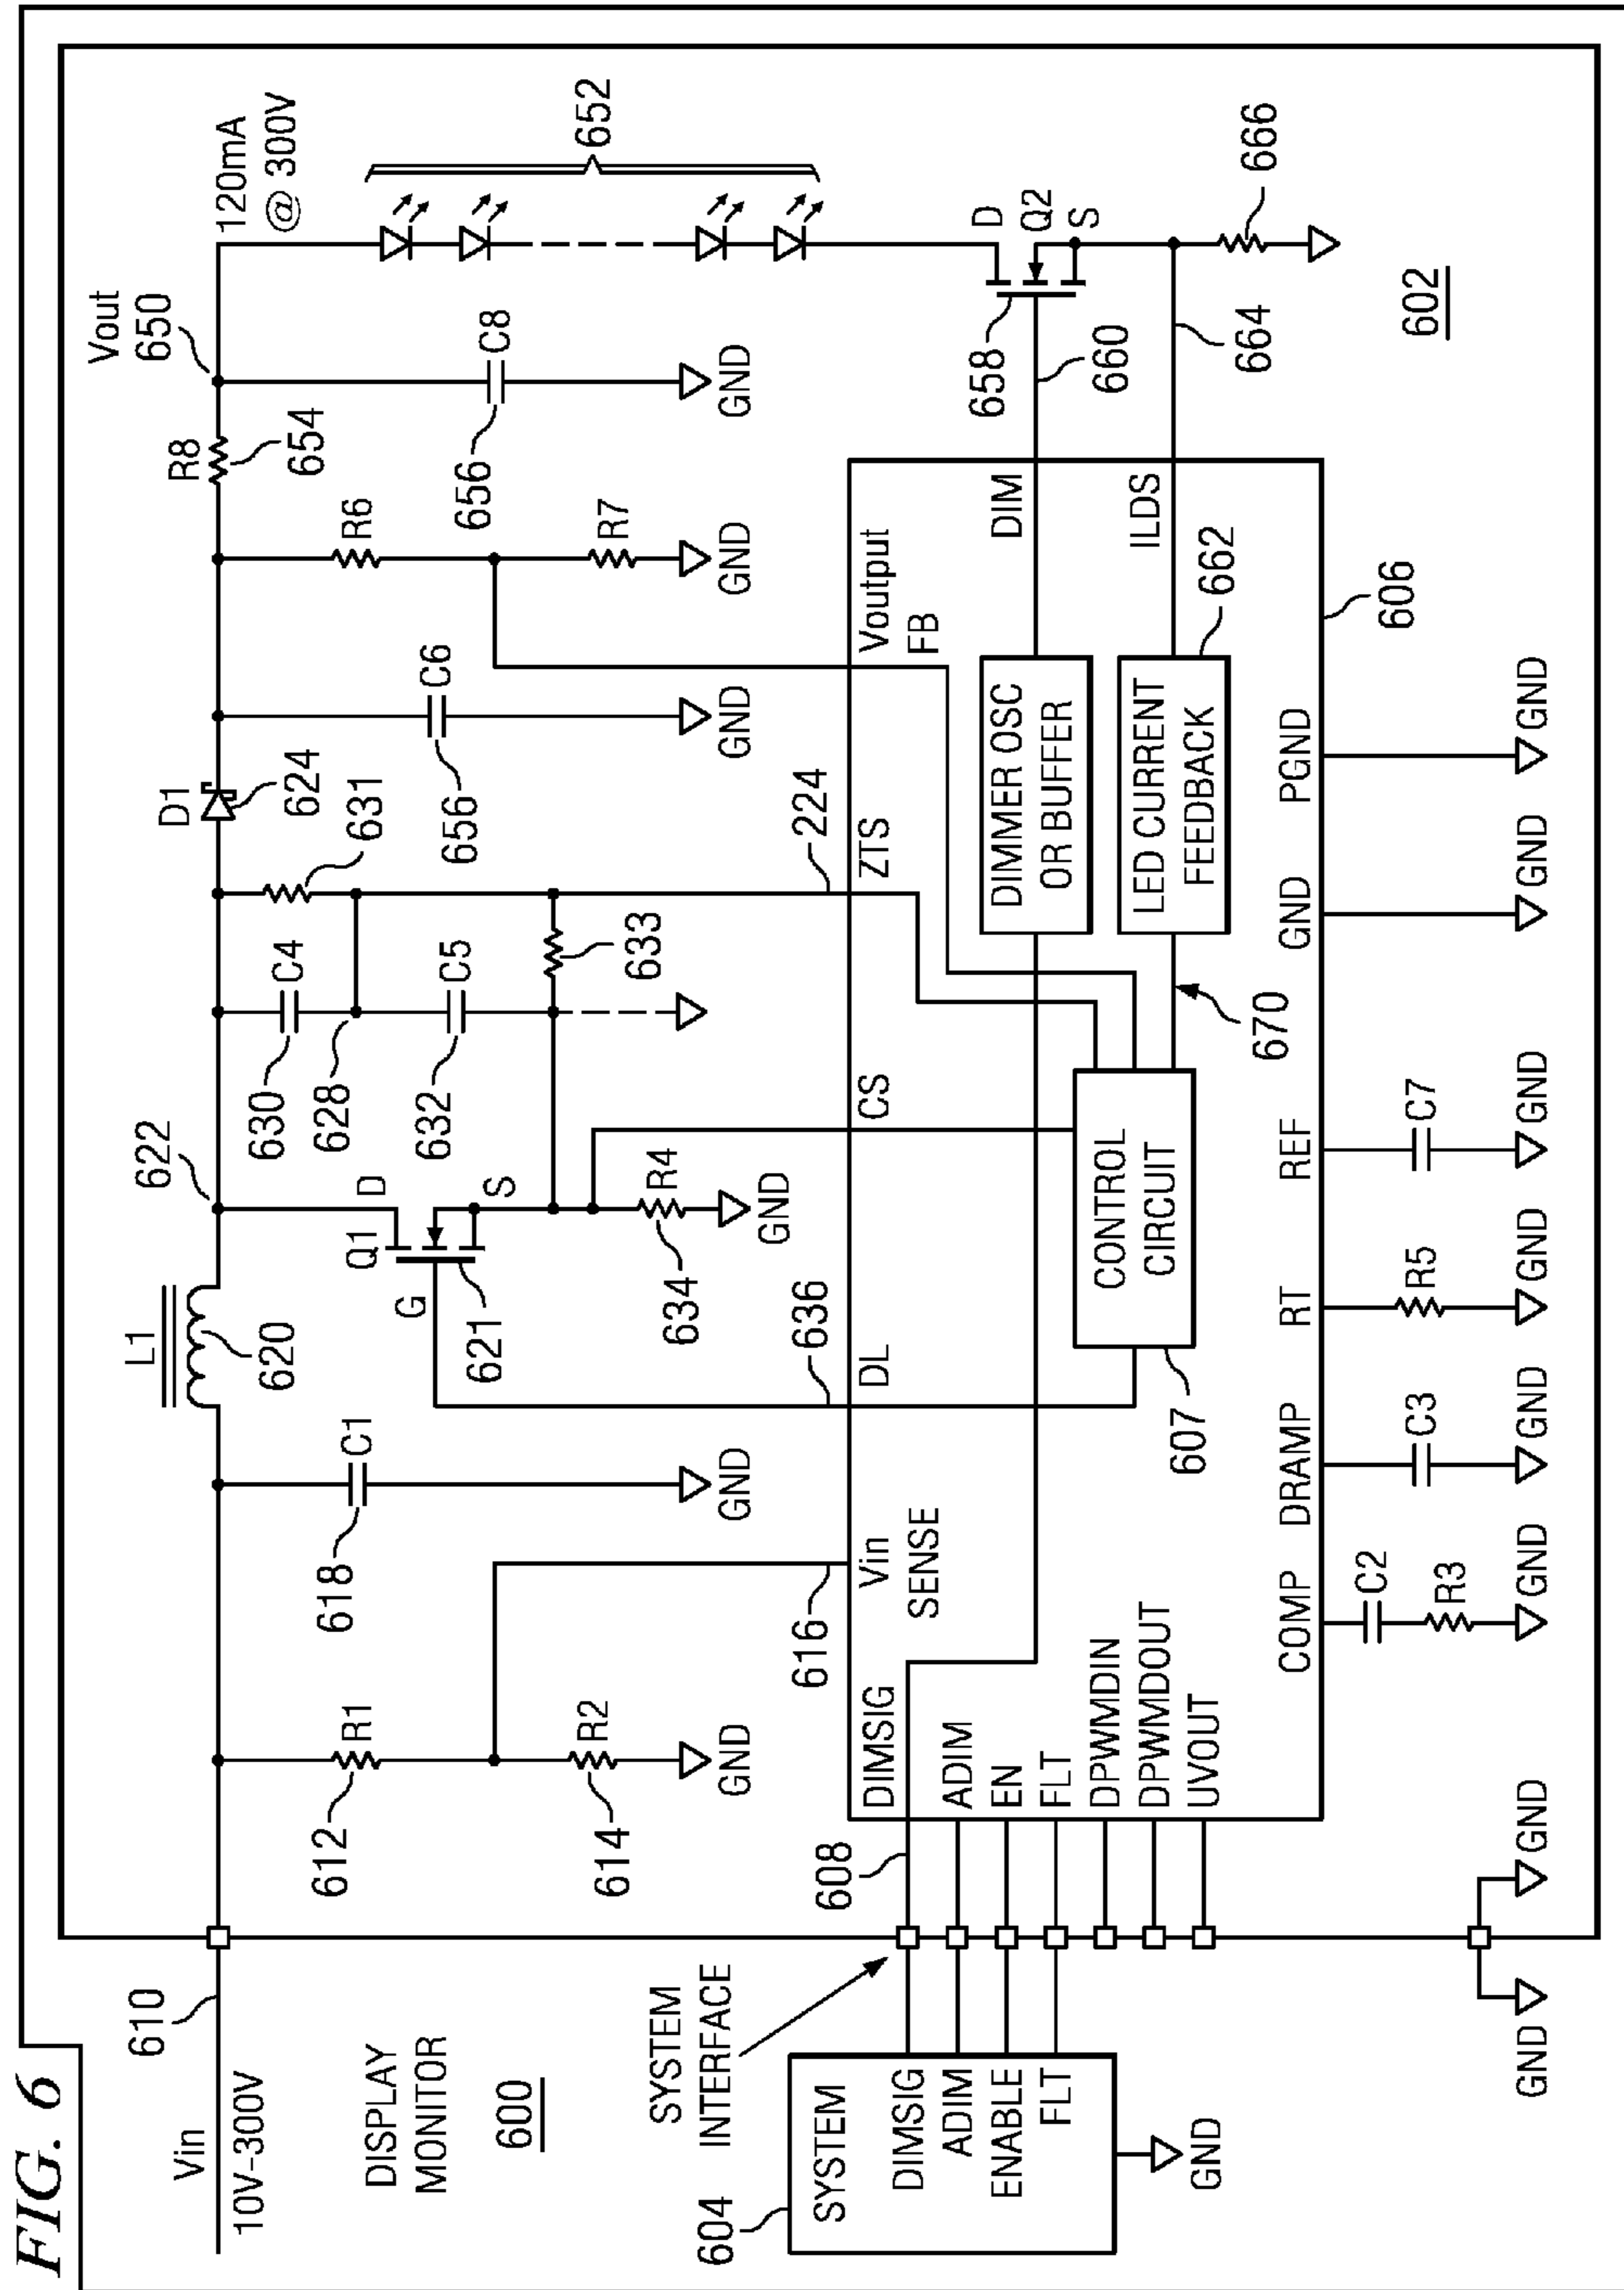 FIG. 6
Vin
10V-300V
610
DISPLAY
MONITOR
600
SYSTEM
INTERFACE
604
SYSTEM
DIMSIG
ADIM
ENABLE
FLT
GND
GND
GND
612
R1
614
R2
GND
616
618
C1
GND
L1
620
622
Q1
D
G
S
621
634
R4
GND
636
630
C4
628
632
C5
631
633
D1
624
224
656
C6
GND
R6
R7
GND
R8
654
Vout
650
656
C8
GND
120mA
@ 300V
652
658
D
Q2
S
660
664
666
602
608
DIMSIG
ADIM
EN
FLT
DPWMDIN
DPWMDOUT
UVOUT
Vin
SENSE
DL
CS
ZTS
Voutput
FB
DIM
ILDS
DIMMER OSC
OR BUFFER
LED CURRENT
FEEDBACK
662
670
CONTROL
CIRCUIT
607
606
COMP
DRAMP
RT
REF
GND
PGND
C2
R3
GND
C3
GND
R5
GND
C7
GND
GND
GND